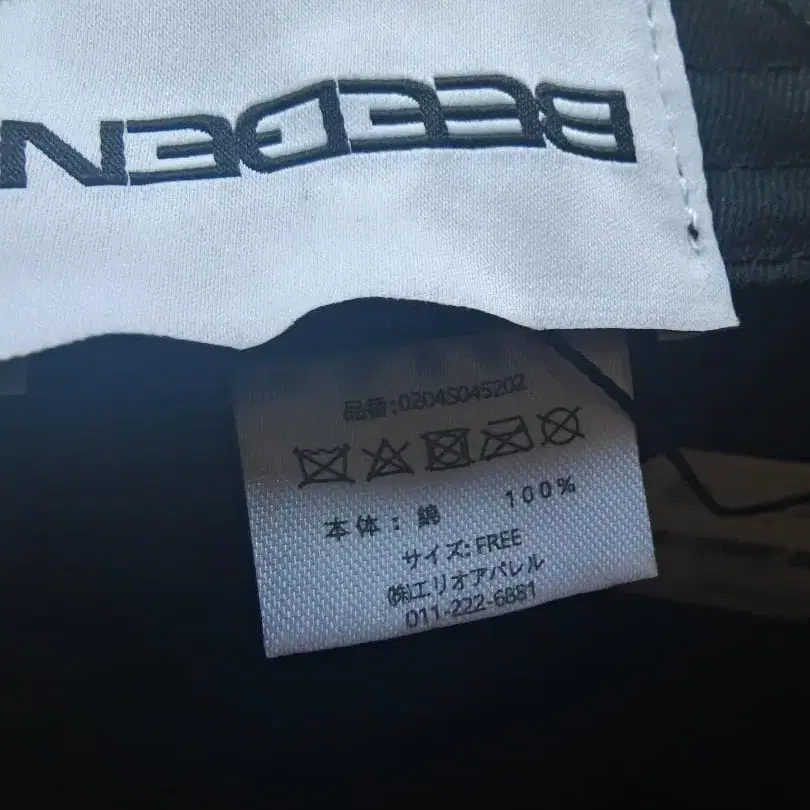 BEEDEN
品番:0204S045202
本体: 綿 100%
サイズ:FREE
㈱エリオアパレル
011-222-6881